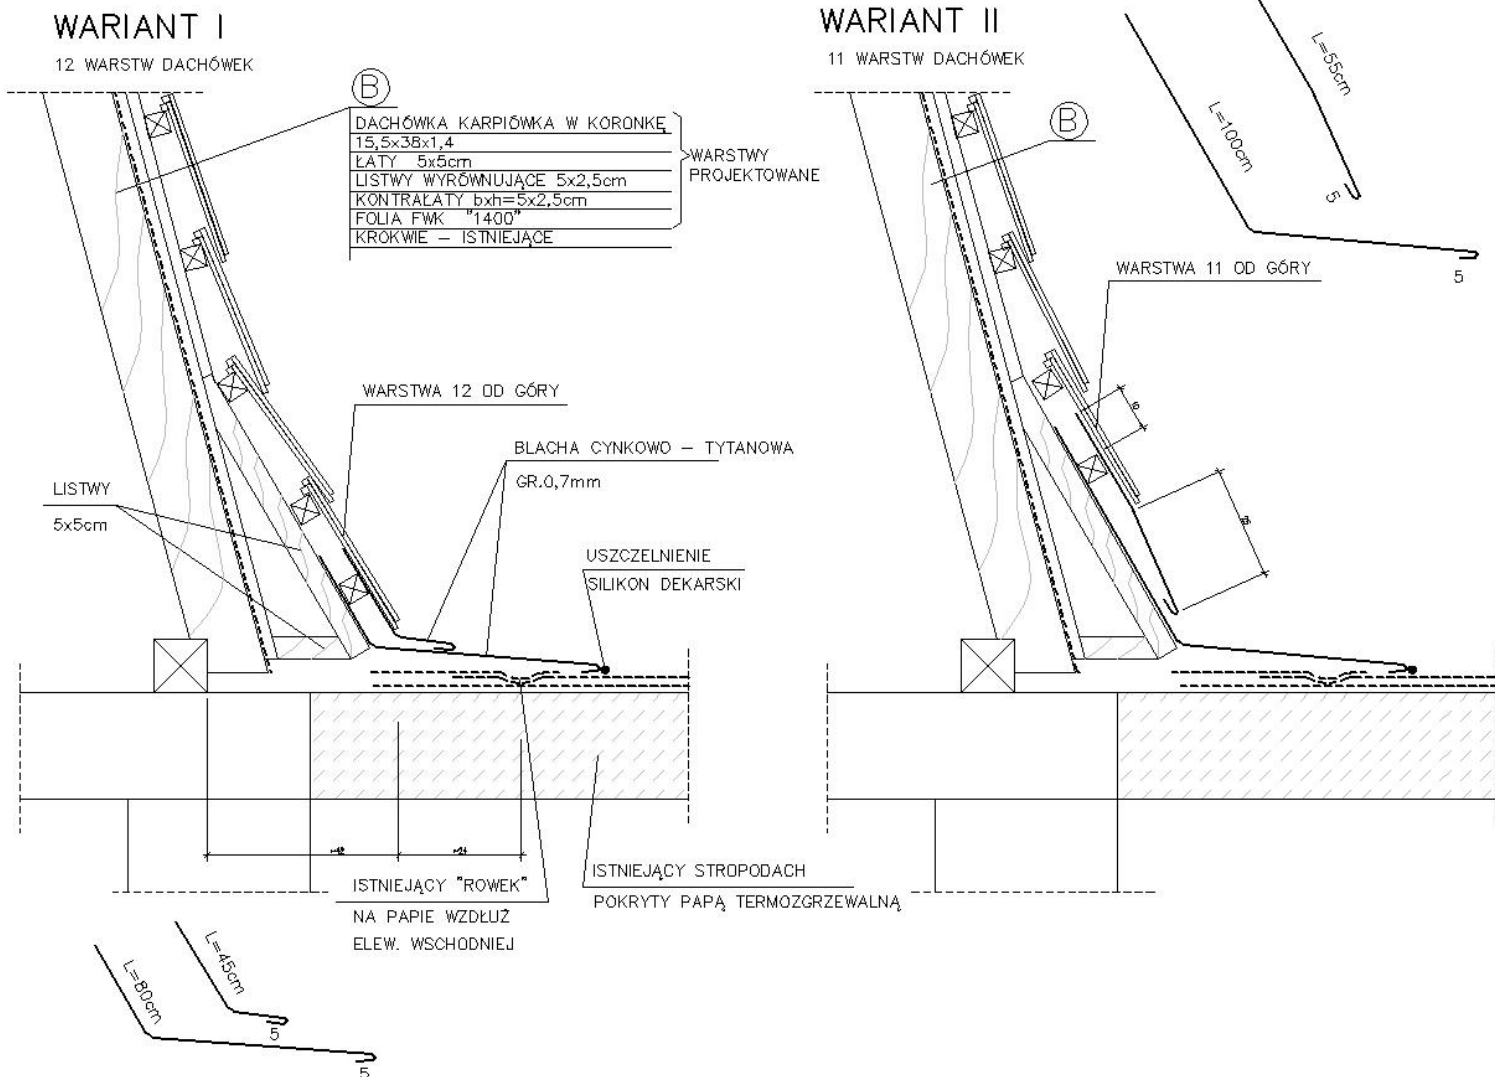 WARIANT I
12 WARSTW DACHÓWEK
B
DACHÓWKA KARPIÓWKA W KORONKĘ
15,5x38x1,4
ŁATY 5x5cm
LISTWY WYRÓWNUJĄCE 5x2,5cm
KONTRAŁATY bxh=5x2,5cm
FOLIA FWK "1400"
KROKWIE – ISTNIEJĄCE
WARSTWY
PROJEKTOWANE
WARSTWA 12 OD GÓRY
BLACHA CYNKOWO – TYTANOWA
GR.0,7mm
LISTWY
5x5cm
USZCZELNIENIE
SILIKON DEKARSKI
ISTNIEJĄCY "ROWEK"
NA PAPIE WZDŁUŻ
ELEW. WSCHODNIEJ
ISTNIEJĄCY STROPODACH
POKRYTY PAPĄ TERMOZGRZEWALNĄ
L=45cm
5
L=80cm
5
WARIANT II
11 WARSTW DACHÓWEK
B
WARSTWA 11 OD GÓRY
L=55cm
5
L=100cm
5